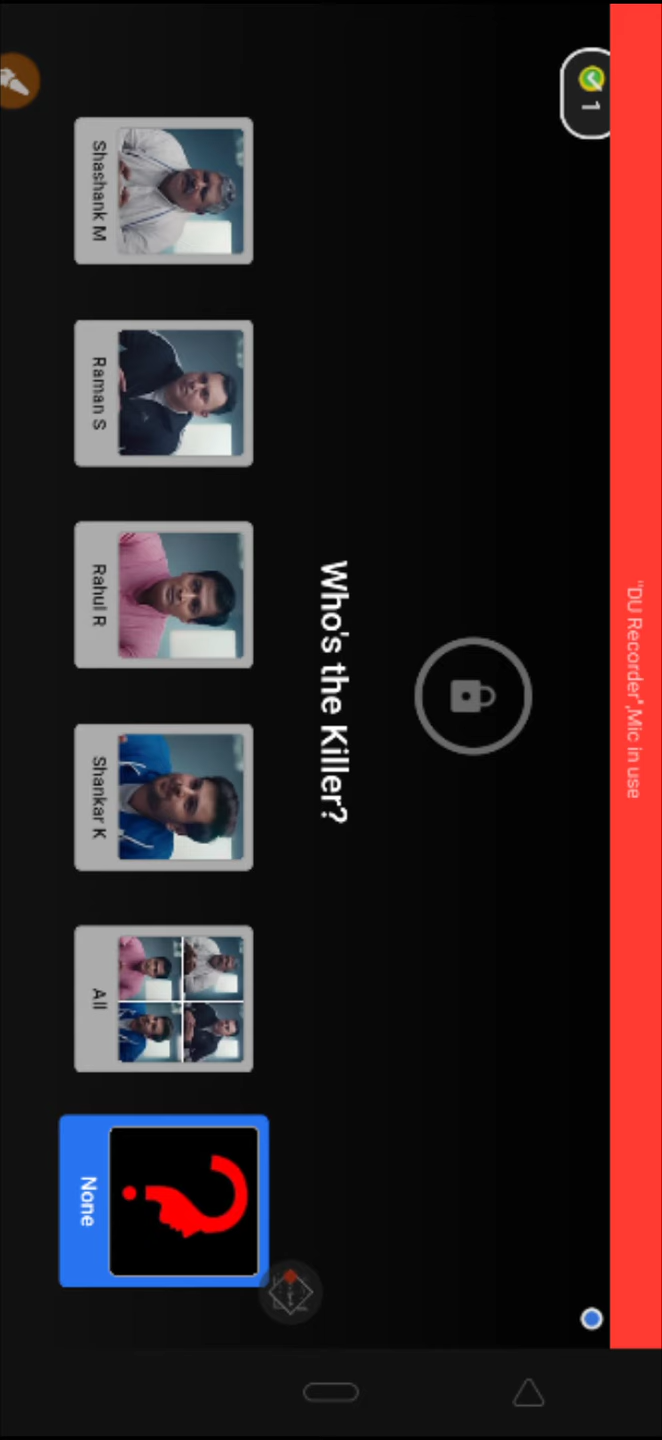 "DU Recorder",Mic in use
1
Who's the Killer?
Shashank M
Raman S
Rahul R
Shankar K
All
None